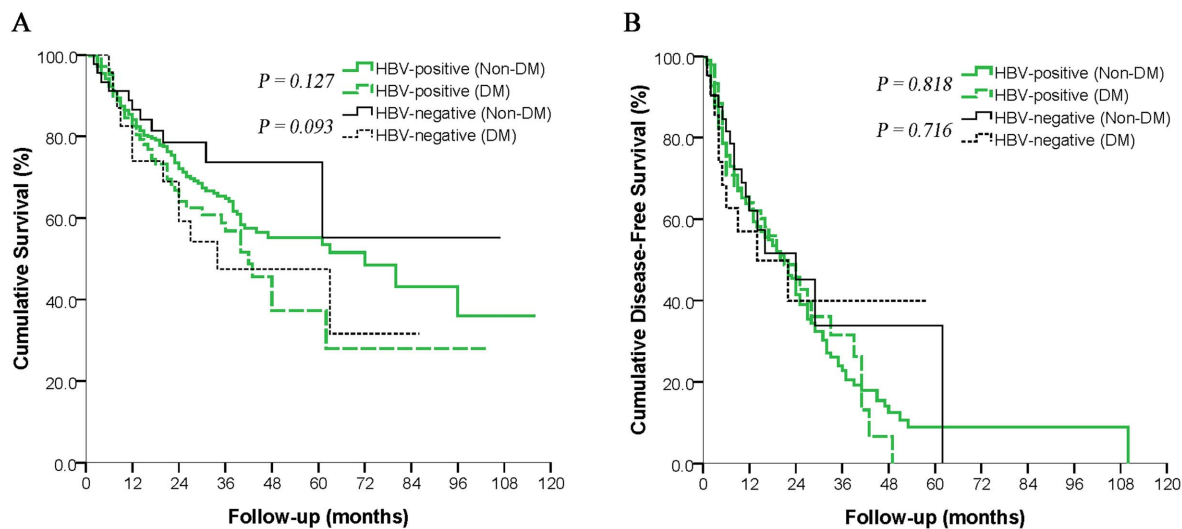 A
Cumulative Survival (%)
100.0
80.0
60.0
40.0
20.0
0.0
0 12 24 36 48 60 72 84 96 108 120
Follow-up (months)
P = 0.127
P = 0.093
HBV-positive (Non-DM)
HBV-positive (DM)
HBV-negative (Non-DM)
HBV-negative (DM)
B
Cumulative Disease-Free Survival (%)
100.0
80.0
60.0
40.0
20.0
0.0
0 12 24 36 48 60 72 84 96 108 120
Follow-up (months)
P = 0.818
P = 0.716
HBV-positive (Non-DM)
HBV-positive (DM)
HBV-negative (Non-DM)
HBV-negative (DM)